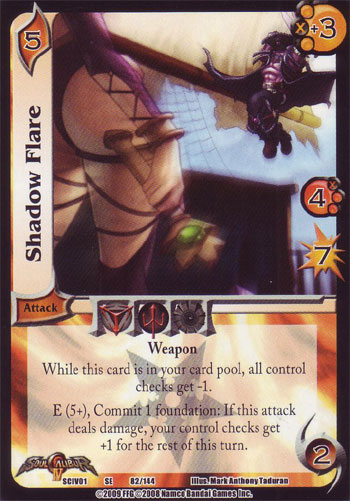 5
x +3
Shadow Flare
4
7
Attack
Weapon
While this card is in your card pool, all control
checks get -1.
E (5+), Commit 1 foundation: If this attack
deals damage, your control checks get
+1 for the rest of this turn.
2
SOULCALIBUR
IV
SCIV01 SE 82/144 Illus. Mark Anthony Taduran
©2009 FFG ©2008 Namco Bandai Games Inc.